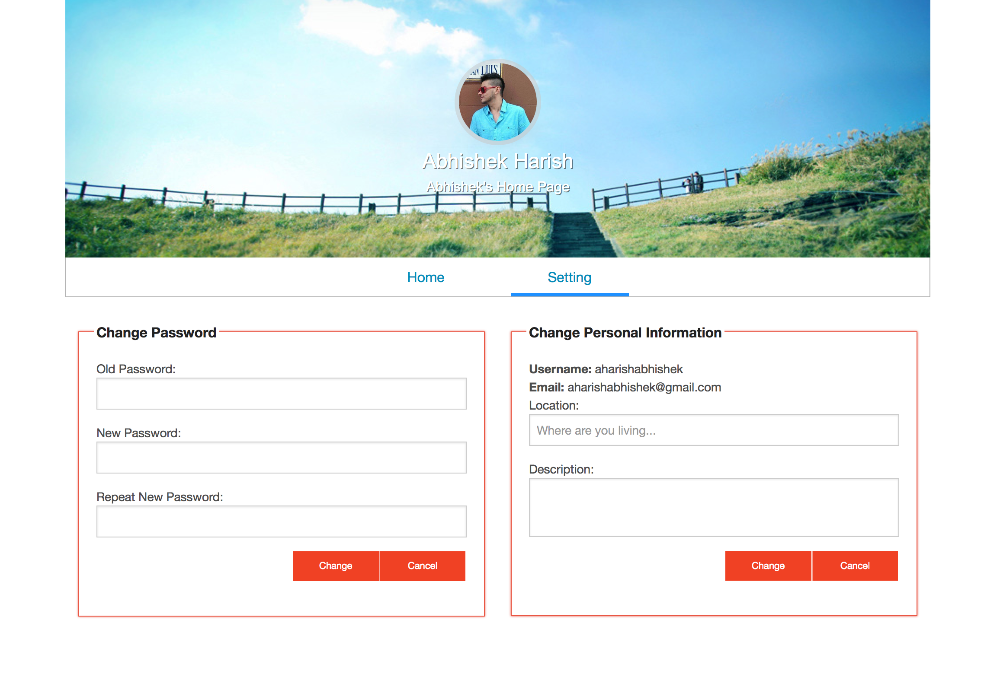 AN LUIS
Abhishek Harish
Abhishek's Home Page
Home Setting
Change Password
Old Password:
New Password:
Repeat New Password:
Change Cancel
Change Personal Information
Username: aharishabhishek
Email: aharishabhishek@gmail.com
Location:
Where are you living...
Description:
Change Cancel